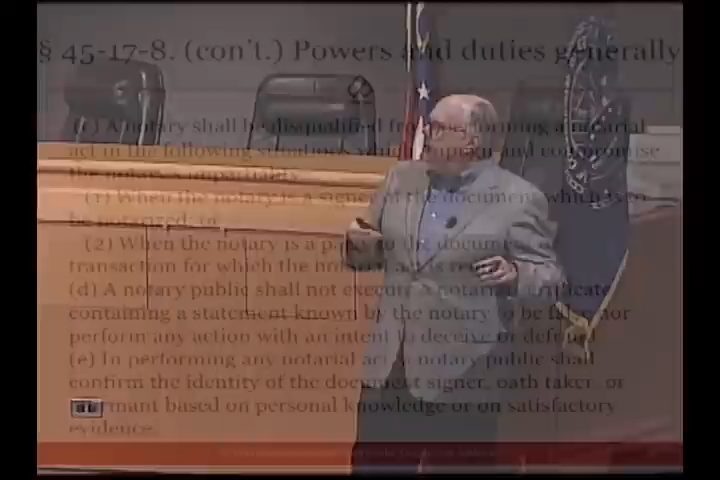 § 45-17-8. (con't.) Powers and duties generally
(c) A notary shall be disqualified from performing a notarial
act in the following situations which impugn and compromise
the notary's impartiality:
(1) When the notary is a signer of the document which is to
be notarized; or
(2) When the notary is a party to the document or
transaction for which the notarial act is required.
(d) A notary public shall not execute a notarial certificate
containing a statement known by the notary to be false nor
perform any action with an intent to deceive or defraud.
(e) In performing any notarial act, a notary public shall
confirm the identity of the document signer, oath taker, or
affirmant based on personal knowledge or on satisfactory
evidence.